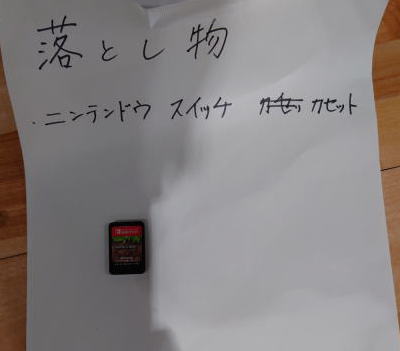 落とし物
・ニンテンドウ スイッチ カセット